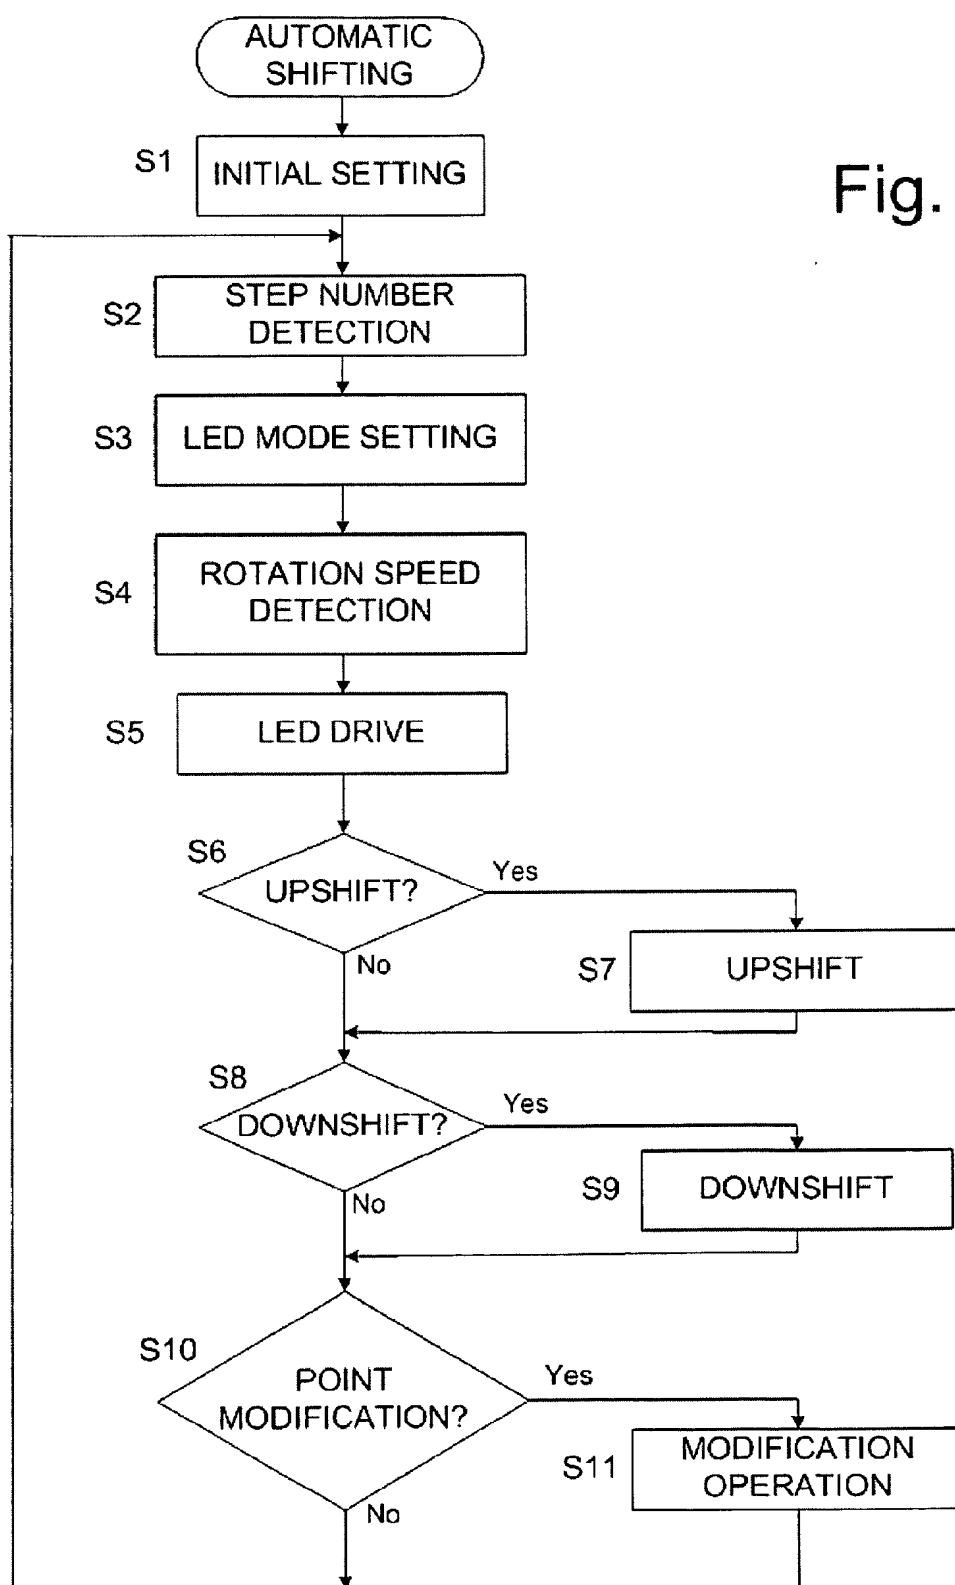 AUTOMATIC
SHIFTING
S1
INITIAL SETTING
Fig.
S2
STEP NUMBER
DETECTION
S3
LED MODE SETTING
S4
ROTATION SPEED
DETECTION
S5
LED DRIVE
S6
UPSHIFT?
Yes
No
S7
UPSHIFT
S8
DOWNSHIFT?
Yes
No
S9
DOWNSHIFT
S10
POINT
MODIFICATION?
Yes
No
S11
MODIFICATION
OPERATION